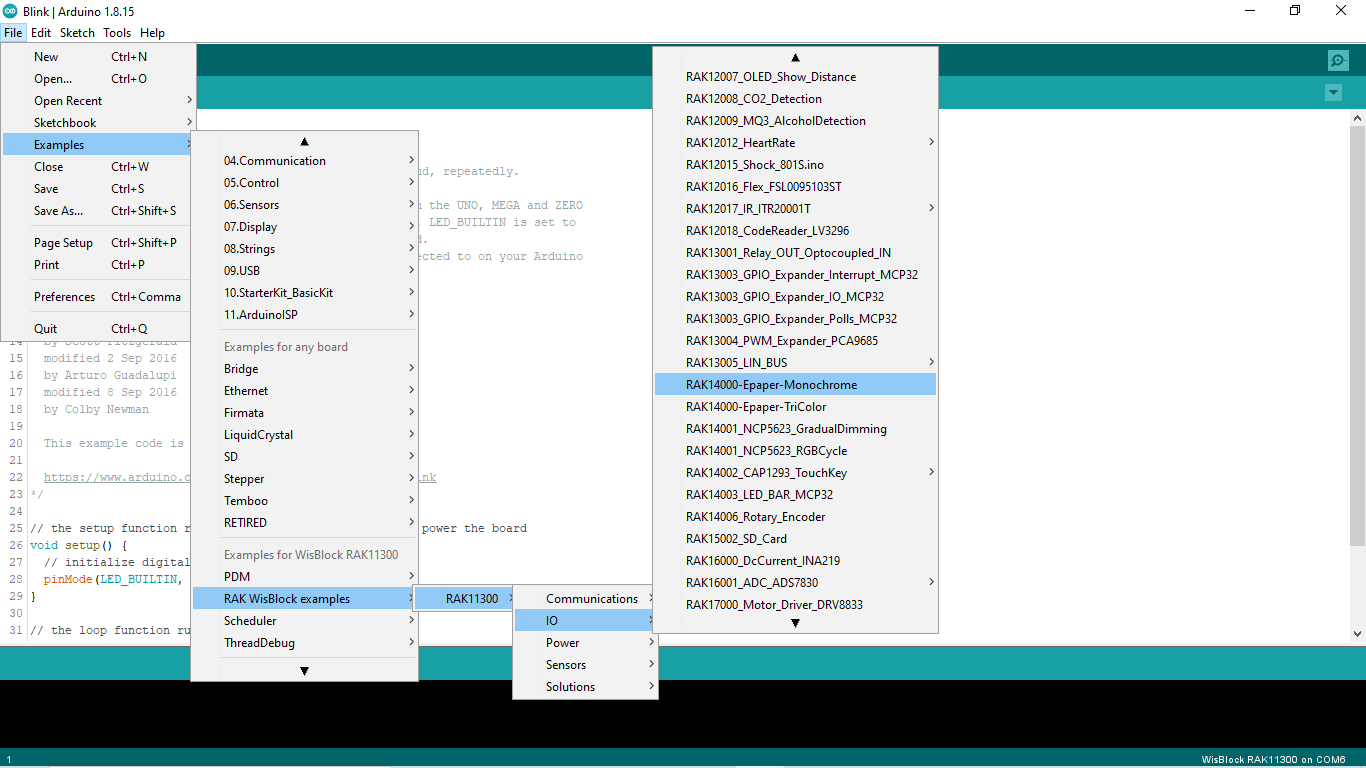 Blink | Arduino 1.8.15
File Edit Sketch Tools Help
New Ctrl+N
Open... Ctrl+O
Open Recent
Sketchbook
Examples
Close Ctrl+W
Save Ctrl+S
Save As... Ctrl+Shift+S
Page Setup Ctrl+Shift+P
Print Ctrl+P
Preferences Ctrl+Comma
Quit Ctrl+Q
04.Communication
05.Control
06.Sensors
07.Display
08.Strings
09.USB
10.StarterKit_BasicKit
11.ArduinoISP
Examples for any board
Bridge
Ethernet
Firmata
LiquidCrystal
SD
Stepper
Temboo
RETIRED
Examples for WisBlock RAK11300
PDM
RAK WisBlock examples
Scheduler
ThreadDebug
RAK11300
Communications
IO
Power
Sensors
Solutions
RAK12007_OLED_Show_Distance
RAK12008_CO2_Detection
RAK12009_MQ3_AlcoholDetection
RAK12012_HeartRate
RAK12015_Shock_801S.ino
RAK12016_Flex_FSL0095103ST
RAK12017_IR_ITR20001T
RAK12018_CodeReader_LV3296
RAK13001_Relay_OUT_Optocoupled_IN
RAK13003_GPIO_Expander_Interrupt_MCP32
RAK13003_GPIO_Expander_IO_MCP32
RAK13003_GPIO_Expander_Polls_MCP32
RAK13004_PWM_Expander_PCA9685
RAK13005_LIN_BUS
RAK14000-Epaper-Monochrome
RAK14000-Epaper-TriColor
RAK14001_NCP5623_GradualDimming
RAK14001_NCP5623_RGBCycle
RAK14002_CAP1293_TouchKey
RAK14003_LED_BAR_MCP32
RAK14006_Rotary_Encoder
RAK15002_SD_Card
RAK16000_DcCurrent_INA219
RAK16001_ADC_ADS7830
RAK17000_Motor_Driver_DRV8833
nd, repeatedly.
n the UNO, MEGA and ZERO
LED_BUILTIN is set to
d.
ected to on your Arduino
14 by Scott Fitzgerald
15 modified 2 Sep 2016
16 by Arturo Guadalupi
17 modified 8 Sep 2016
18 by Colby Newman
19
20 This example code is
21
22 https://www.arduino.c nk
23 */
24
25 // the setup function r power the board
26 void setup() {
27 // initialize digital
28 pinMode(LED_BUILTIN,
29 }
30
31 // the loop function ru
1 WisBlock RAK11300 on COM6